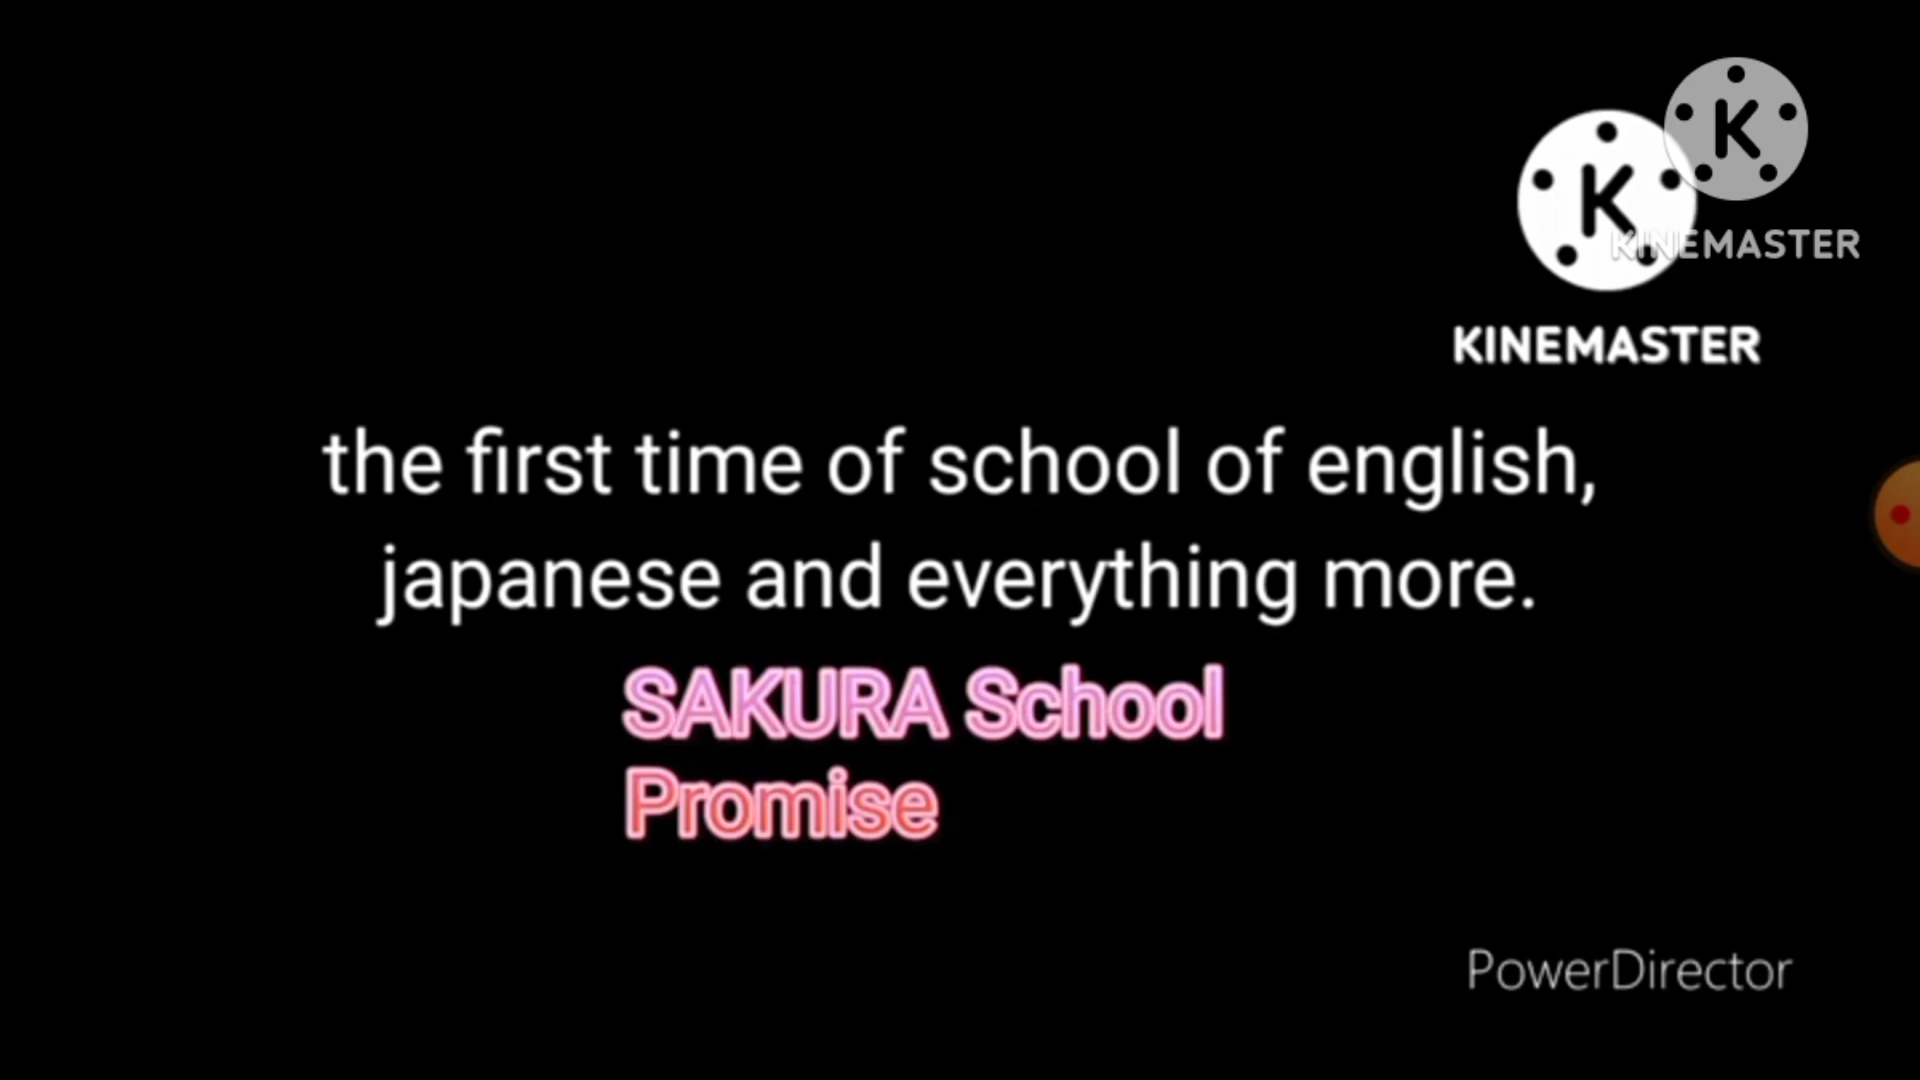 K
KINEMASTER
K
KINEMASTER
the first time of school of english,
japanese and everything more.
SAKURA School
Promise
PowerDirector